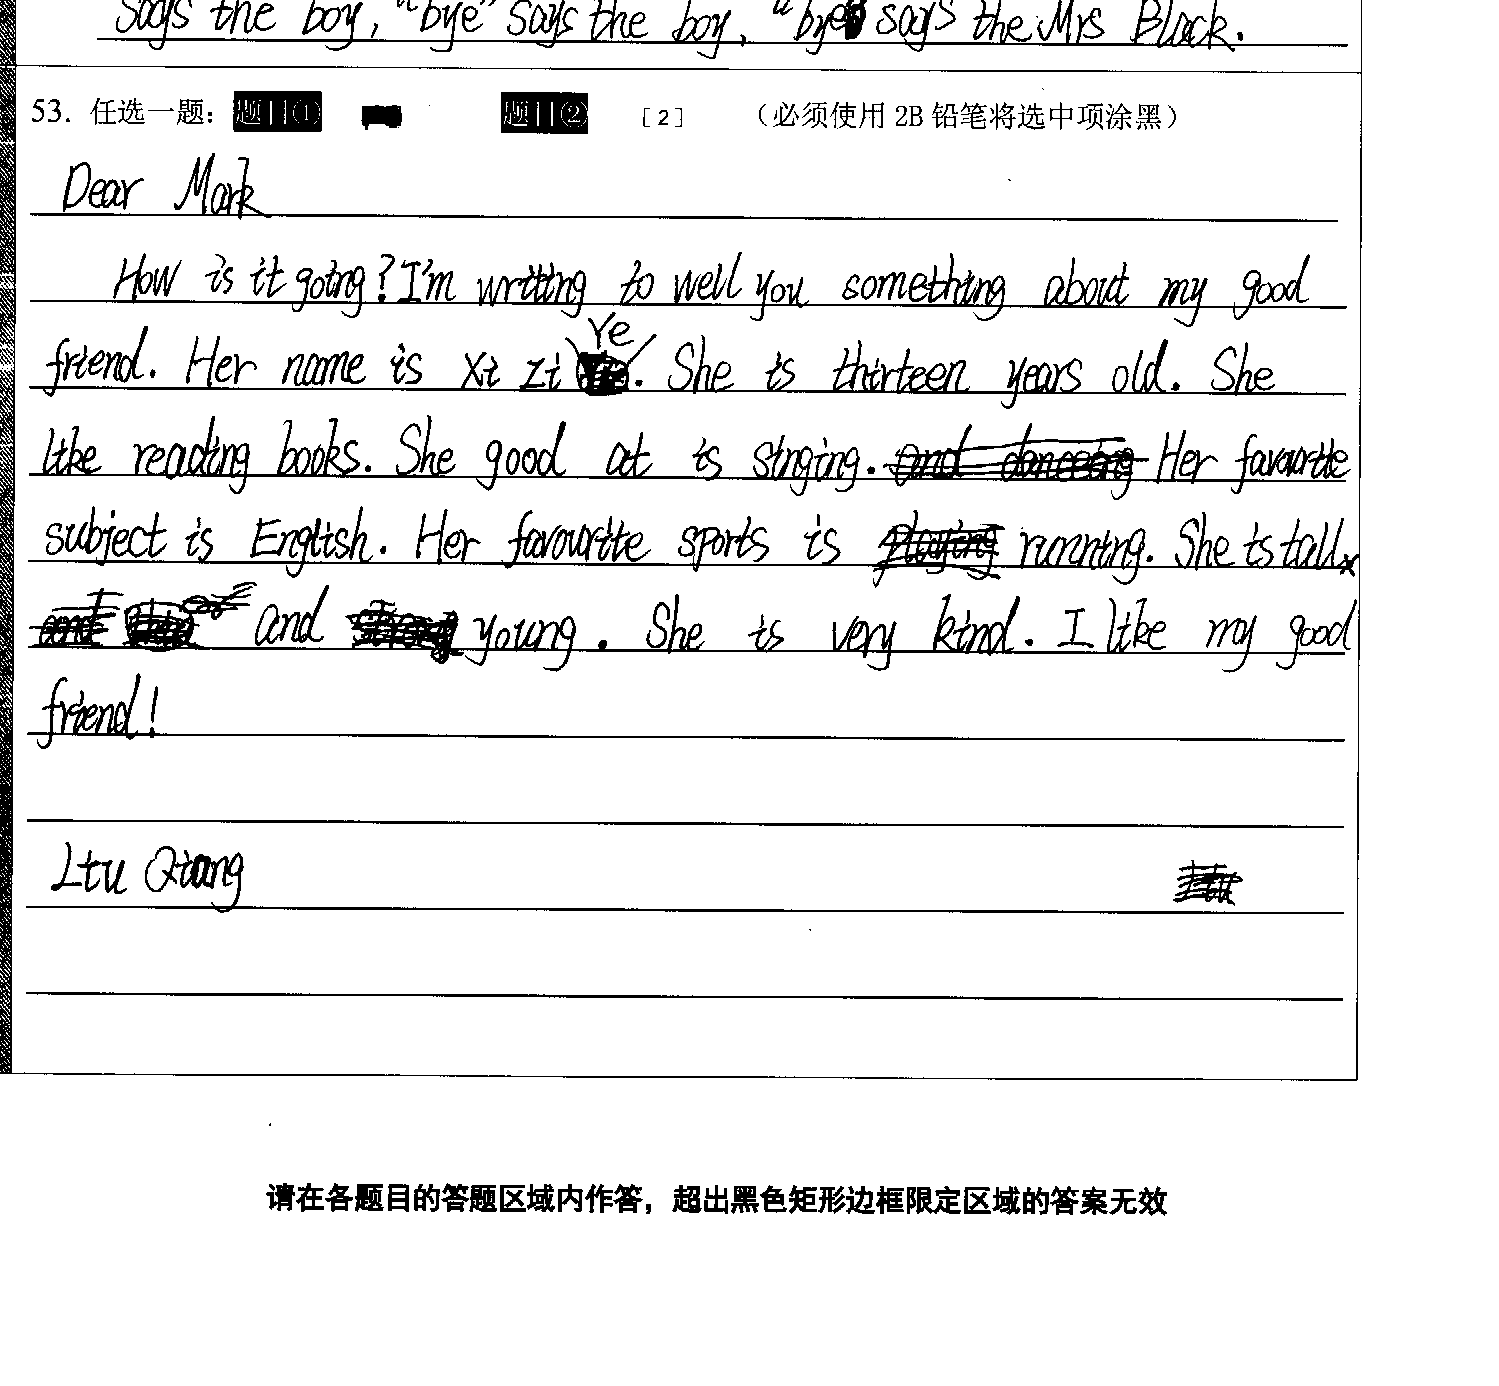 says the boy, "bye" says the boy, "bye says the Mrs Black.
53. 任选一题: 题目① 题目② [2] (必须使用 2B 铅笔将选中项涂黑)
Dear Mark
How is it going? I'm writing to well you something about my good
friend. Her name is Xi Zi Ye. She is thirteen years old. She
like reading books. She good at is singing. and danceing Her favourite
subject is English. Her favourite sports is playing running. She is tall
and and young. She is very kind. I like my good
friend!
Liu Qiang
请在各题目的答题区域内作答，超出黑色矩形边框限定区域的答案无效